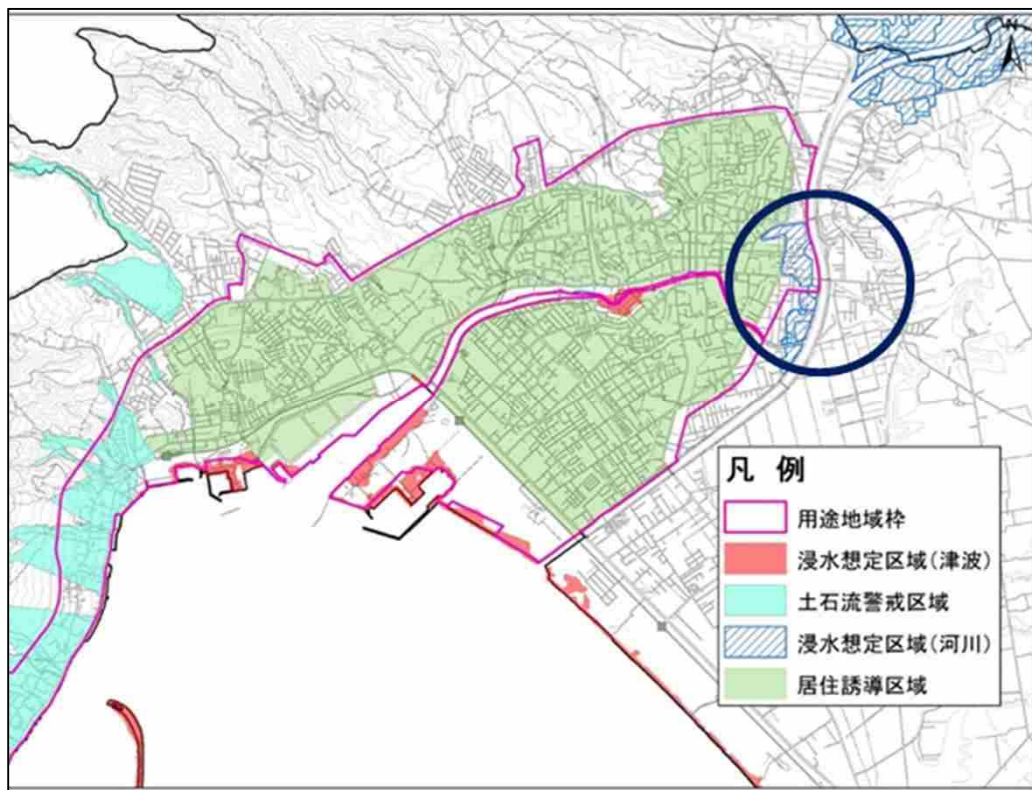 N
凡 例
用途地域枠
浸水想定区域(津波)
土石流警戒区域
浸水想定区域(河川)
居住誘導区域